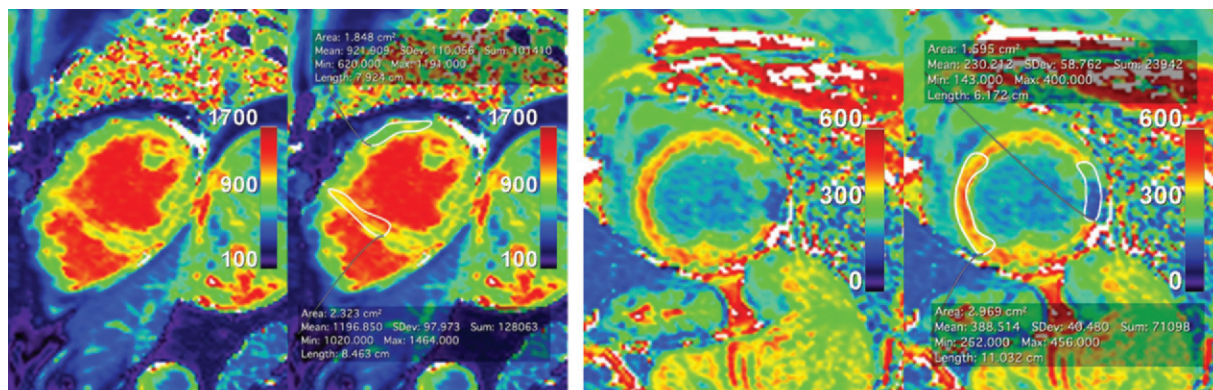 Area: 1.848 cm²
Mean: 921.909 SDev: 110.056 Sum: 101410
Min: 620.000 Max: 1191.000
Length: 7.924 cm
1700
900
100
1700
900
100
Area: 2.323 cm²
Mean: 1196.850 SDev: 97.973 Sum: 128063
Min: 1020.000 Max: 1464.000
Length: 8.463 cm
600
300
0
Area: 1.595 cm²
Mean: 230.212 SDev: 58.762 Sum: 23942
Min: 143.000 Max: 400.000
Length: 6.172 cm
600
300
0
Area: 2.969 cm²
Mean: 388.514 SDev: 40.480 Sum: 71098
Min: 252.000 Max: 456.000
Length: 11.032 cm